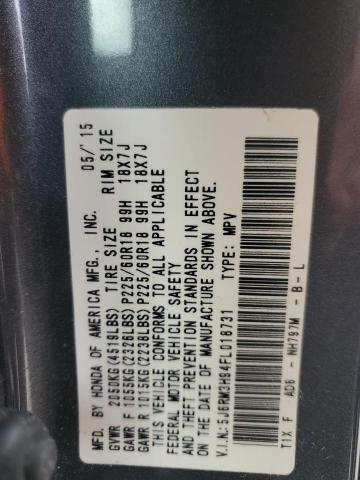 MFD. BY HONDA OF AMERICA MFG., INC. 05/'15
GVWR 2050KG(4519LBS) TIRE SIZE RIM SIZE
GAWR F 1055KG(2326LBS) P225/60R18 99H 18X7J
GAWR R 1015KG(2238LBS) P225/60R18 99H 18X7J
THIS VEHICLE CONFORMS TO ALL APPLICABLE
FEDERAL MOTOR VEHICLE SAFETY
AND THEFT PREVENTION STANDARDS IN EFFECT
ON THE DATE OF MANUFACTURE SHOWN ABOVE.
V.I.N.: 5J6RM3H94FL016731 TYPE: MPV
T1X F AD6 - NH797M - B - L